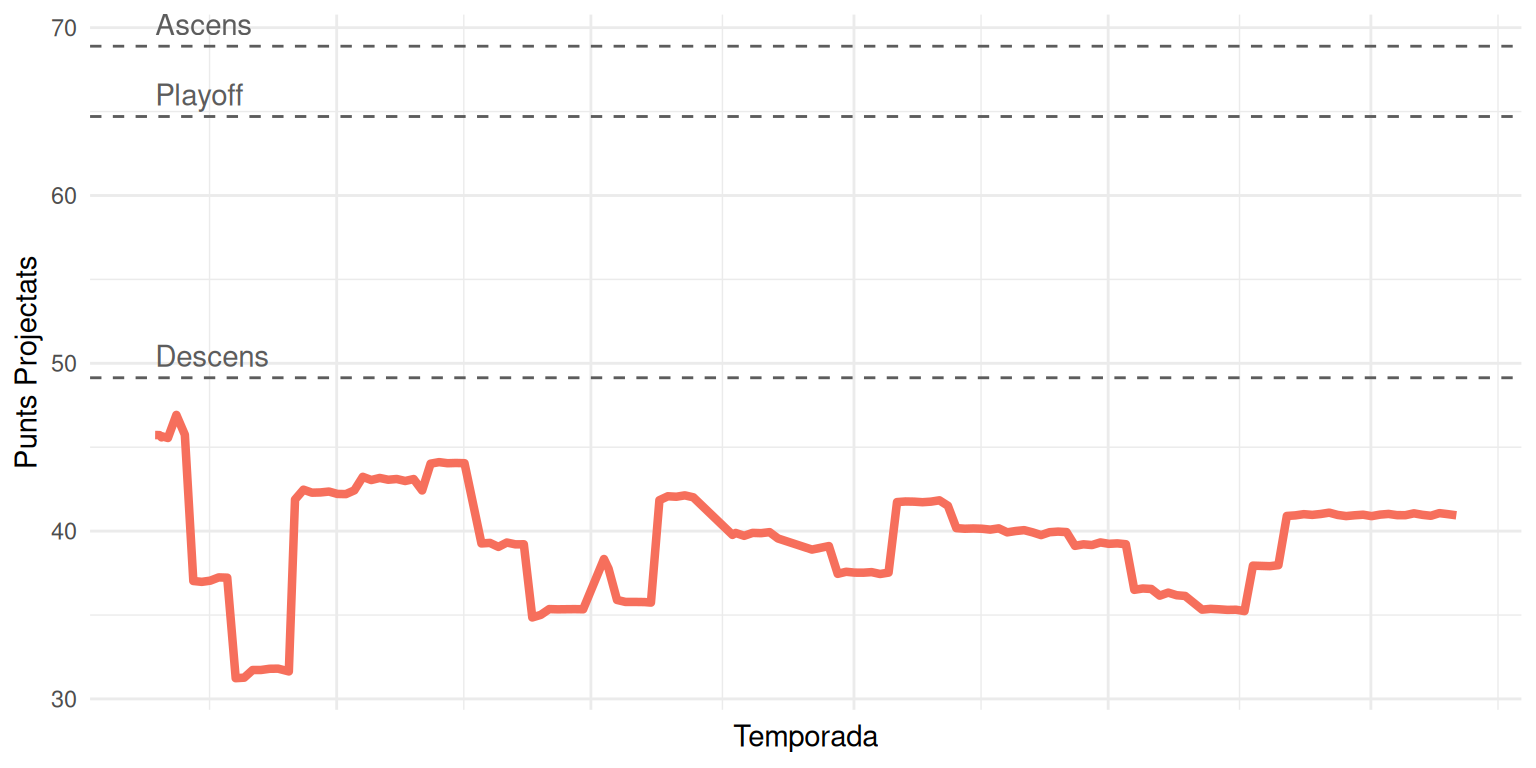 70
Ascens
Playoff
60
Descens
50
40
30
Punts Projectats
Temporada